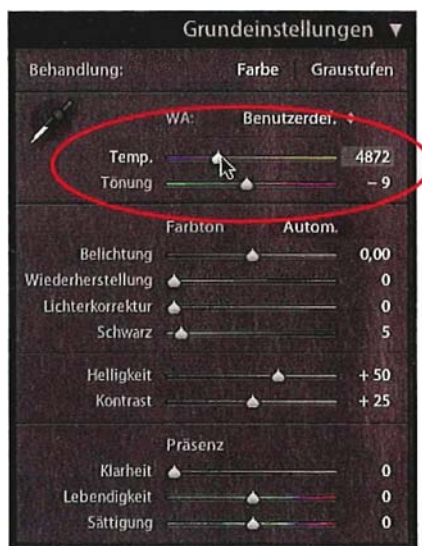 Grundeinstellungen ▼
Behandlung: Farbe Graustufen
WA: Benutzerdef.
Temp. 4872
Tönung – 9
Farbton Autom.
Belichtung 0,00
Wiederherstellung 0
Lichterkorrektur 0
Schwarz 5
Helligkeit + 50
Kontrast + 25
Präsenz
Klarheit 0
Lebendigkeit 0
Sättigung 0